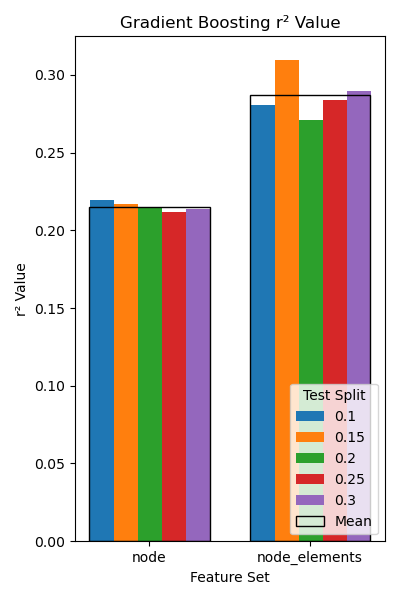 Gradient Boosting r² Value
r² Value
0.30
0.25
0.20
0.15
0.10
0.05
0.00
Test Split
0.1
0.15
0.2
0.25
0.3
Mean
node
node_elements
Feature Set